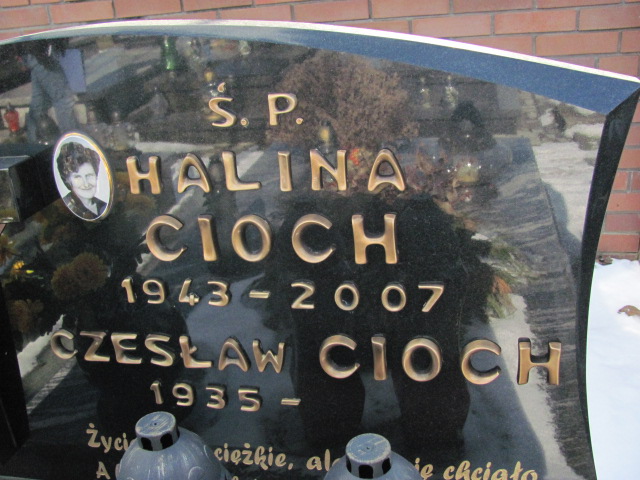 Ś. P.
HALINA
CIOCH
1943 - 2007
CZESŁAW CIOCH
1935 -
ciężkie,
chciało